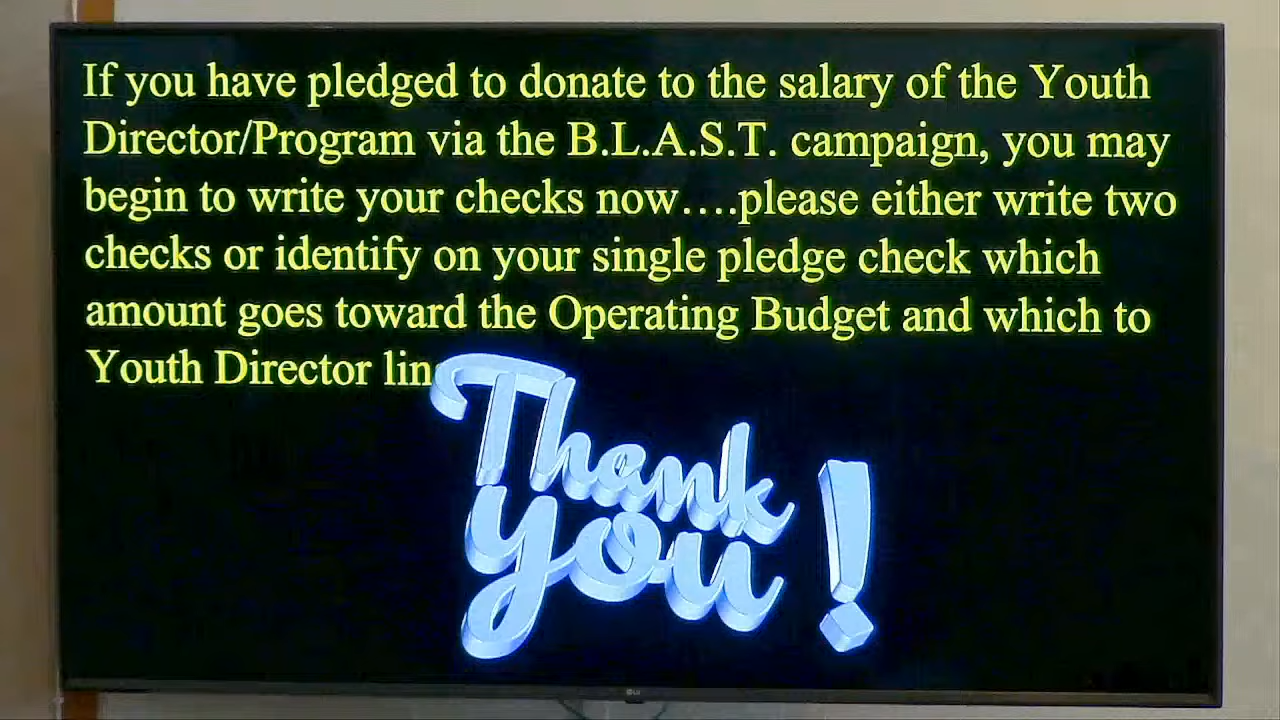 If you have pledged to donate to the salary of the Youth
Director/Program via the B.L.A.S.T. campaign, you may
begin to write your checks now….please either write two
checks or identify on your single pledge check which
amount goes toward the Operating Budget and which to
Youth Director lin
Thank
you!
LG